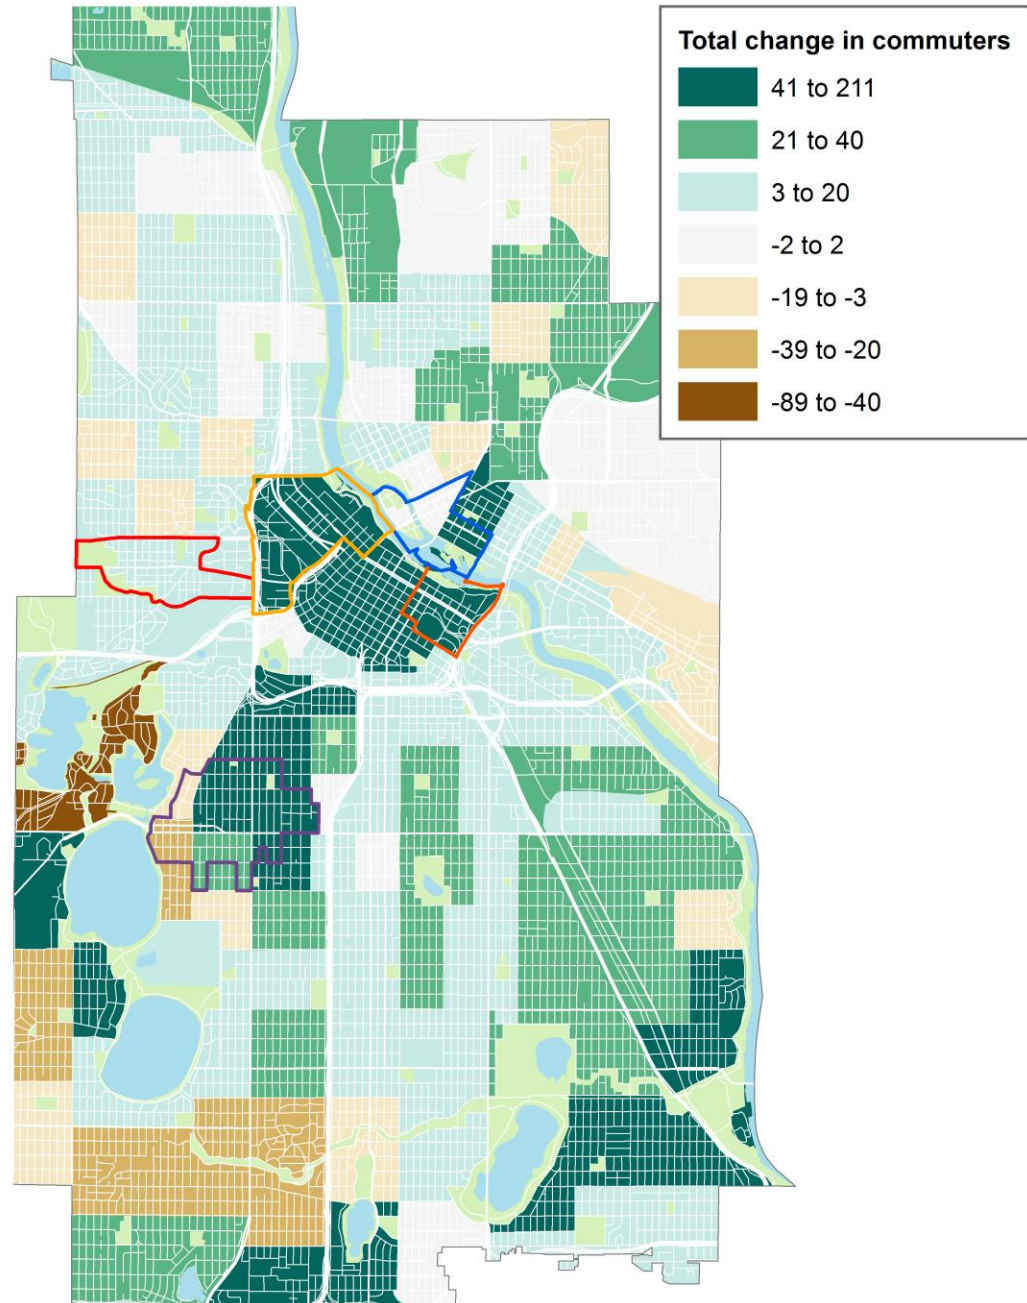 Total change in commuters
41 to 211
21 to 40
3 to 20
-2 to 2
-19 to -3
-39 to -20
-89 to -40